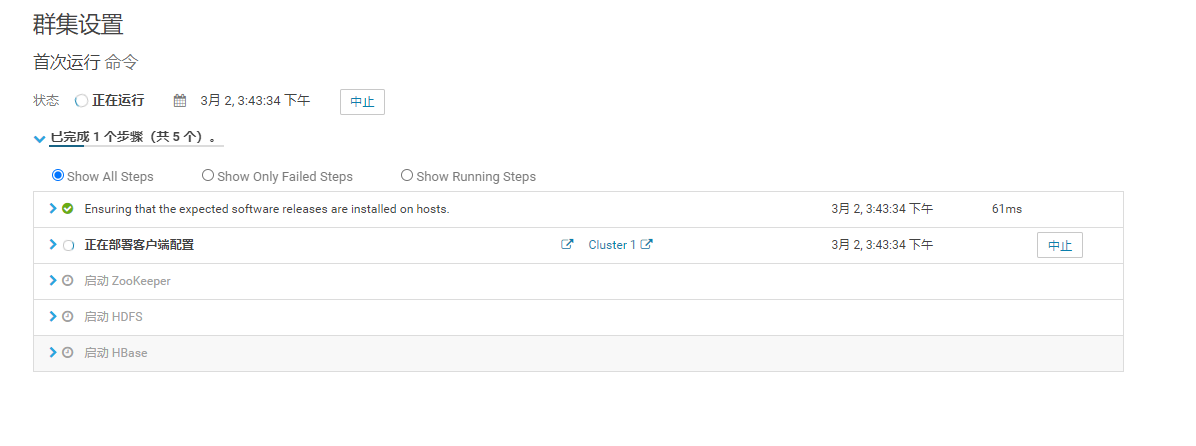 群集设置
首次运行 命令
状态 正在运行 3月 2, 3:43:34 下午 中止
已完成 1 个步骤（共 5 个）。
Show All Steps Show Only Failed Steps Show Running Steps
Ensuring that the expected software releases are installed on hosts. 3月 2, 3:43:34 下午 61ms
正在部署客户端配置 Cluster 1 3月 2, 3:43:34 下午 中止
启动 ZooKeeper
启动 HDFS
启动 HBase